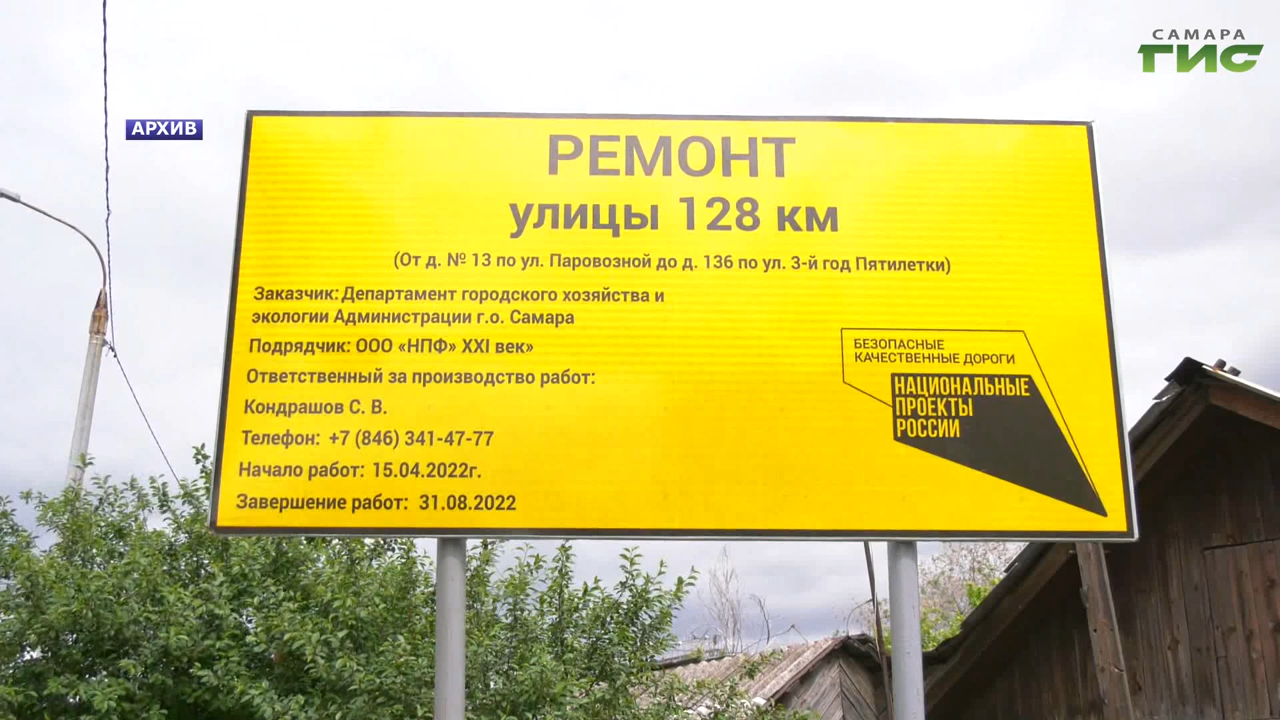 САМАРА
ГИС
АРХИВ
РЕМОНТ
улицы 128 км
(От д. № 13 по ул. Паровозной до д. 136 по ул. 3-й год Пятилетки)
Заказчик: Департамент городского хозяйства и
экологии Администрации г.о. Самара
Подрядчик: ООО «НПФ» XXI век»
Ответственный за производство работ:
Кондрашов С. В.
Телефон: +7 (846) 341-47-77
Начало работ: 15.04.2022г.
Завершение работ: 31.08.2022
БЕЗОПАСНЫЕ
КАЧЕСТВЕННЫЕ ДОРОГИ
НАЦИОНАЛЬНЫЕ
ПРОЕКТЫ
РОССИИ